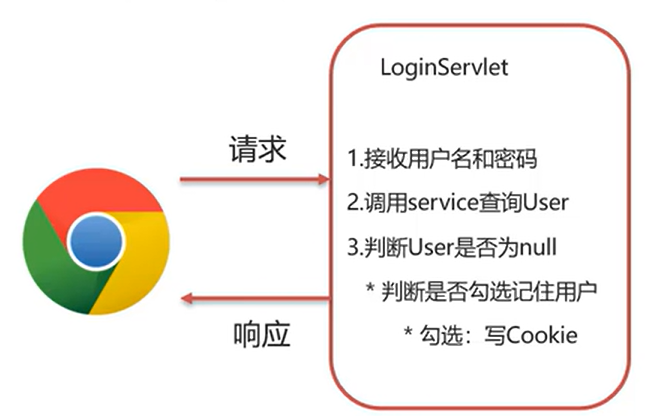 LoginServlet
请求
1.接收用户名和密码
2.调用service查询User
3.判断User是否为null
* 判断是否勾选记住用户
响应
* 勾选：写Cookie